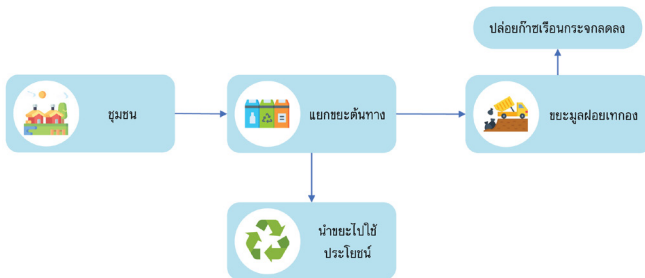 ปล่อยก๊าซเรือนกระจกลดลง
ชุมชน
แยกขยะต้นทาง
ขยะมูลฝอยเทกอง
นำขยะไปใช้
ประโยชน์